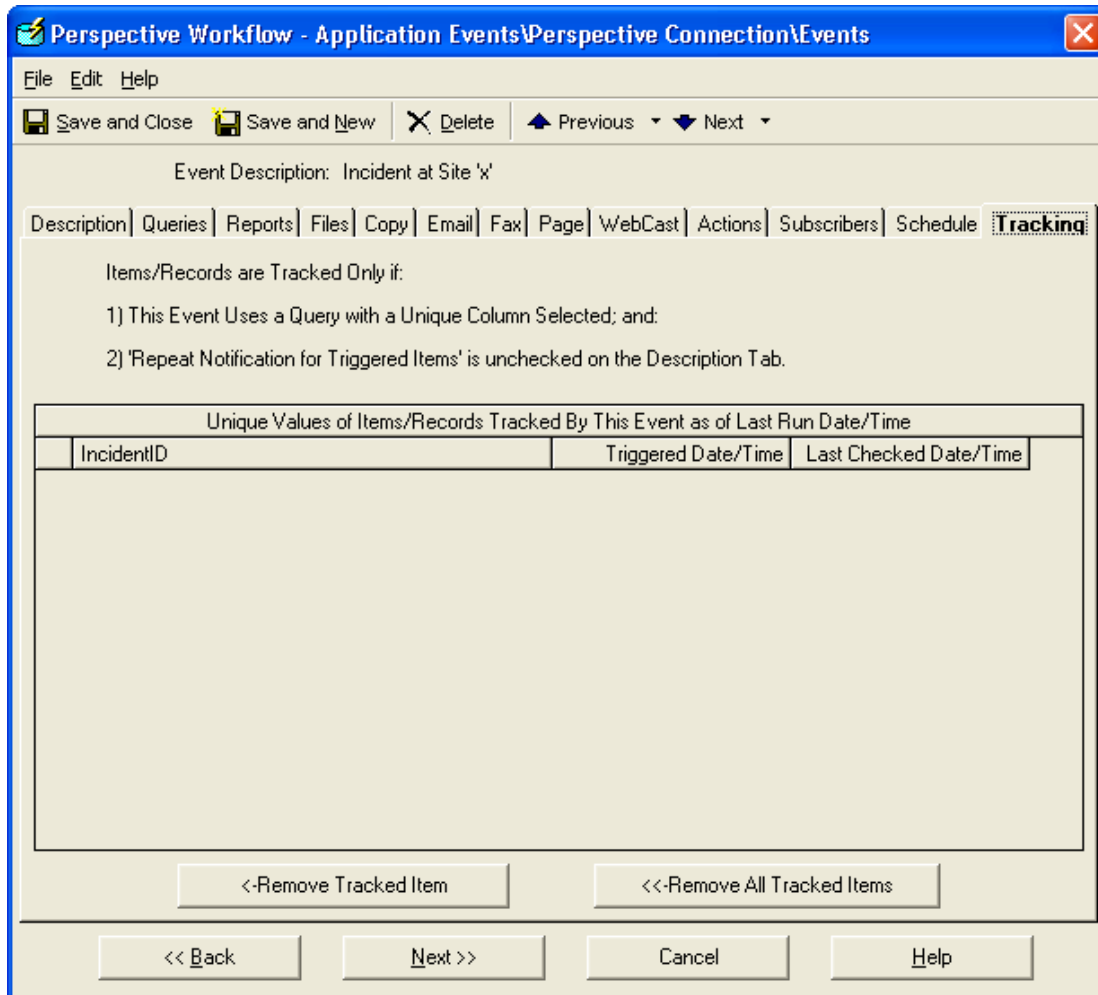 Perspective Workflow - Application Events\Perspective Connection\Events
File Edit Help
Save and Close Save and New Delete Previous Next
Event Description: Incident at Site 'x'
Description Queries Reports Files Copy Email Fax Page WebCast Actions Subscribers Schedule Tracking
Items/Records are Tracked Only if:
1) This Event Uses a Query with a Unique Column Selected; and:
2) 'Repeat Notification for Triggered Items' is unchecked on the Description Tab.
Unique Values of Items/Records Tracked By This Event as of Last Run Date/Time
IncidentID Triggered Date/Time Last Checked Date/Time
<-Remove Tracked Item <<-Remove All Tracked Items
<< Back Next >> Cancel Help